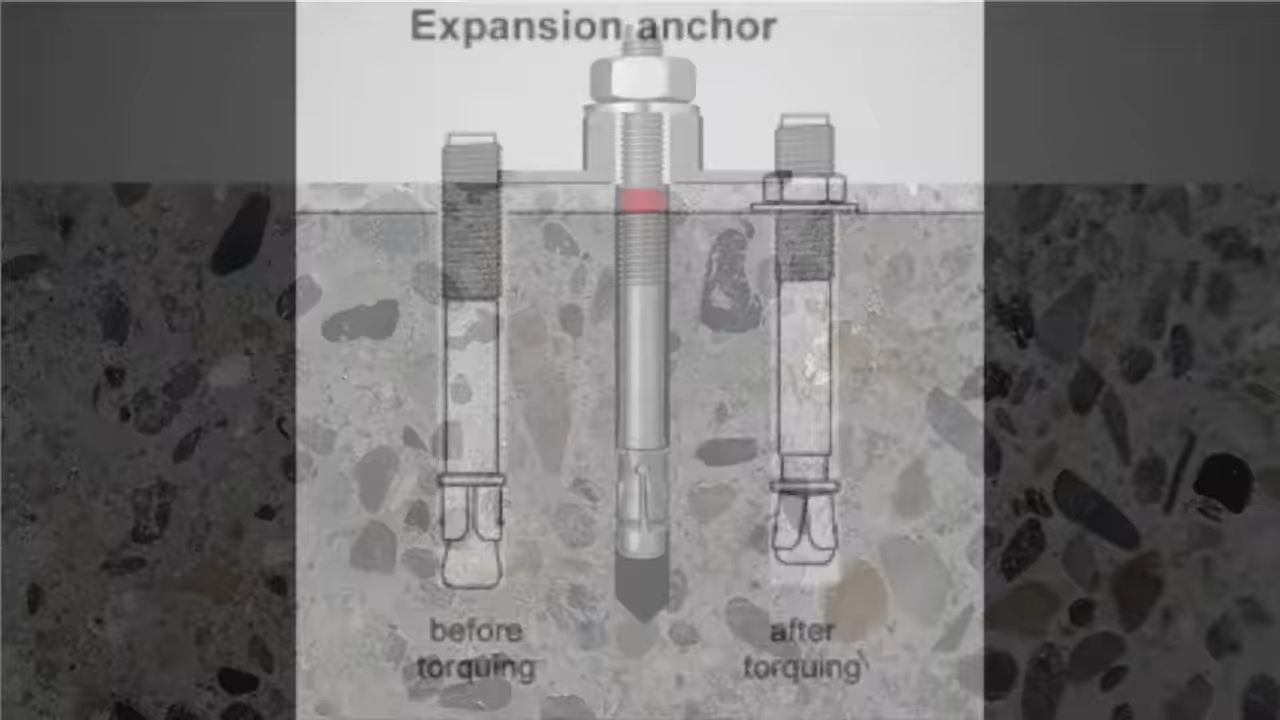 Expansion anchor
before
torquing
after
torquing